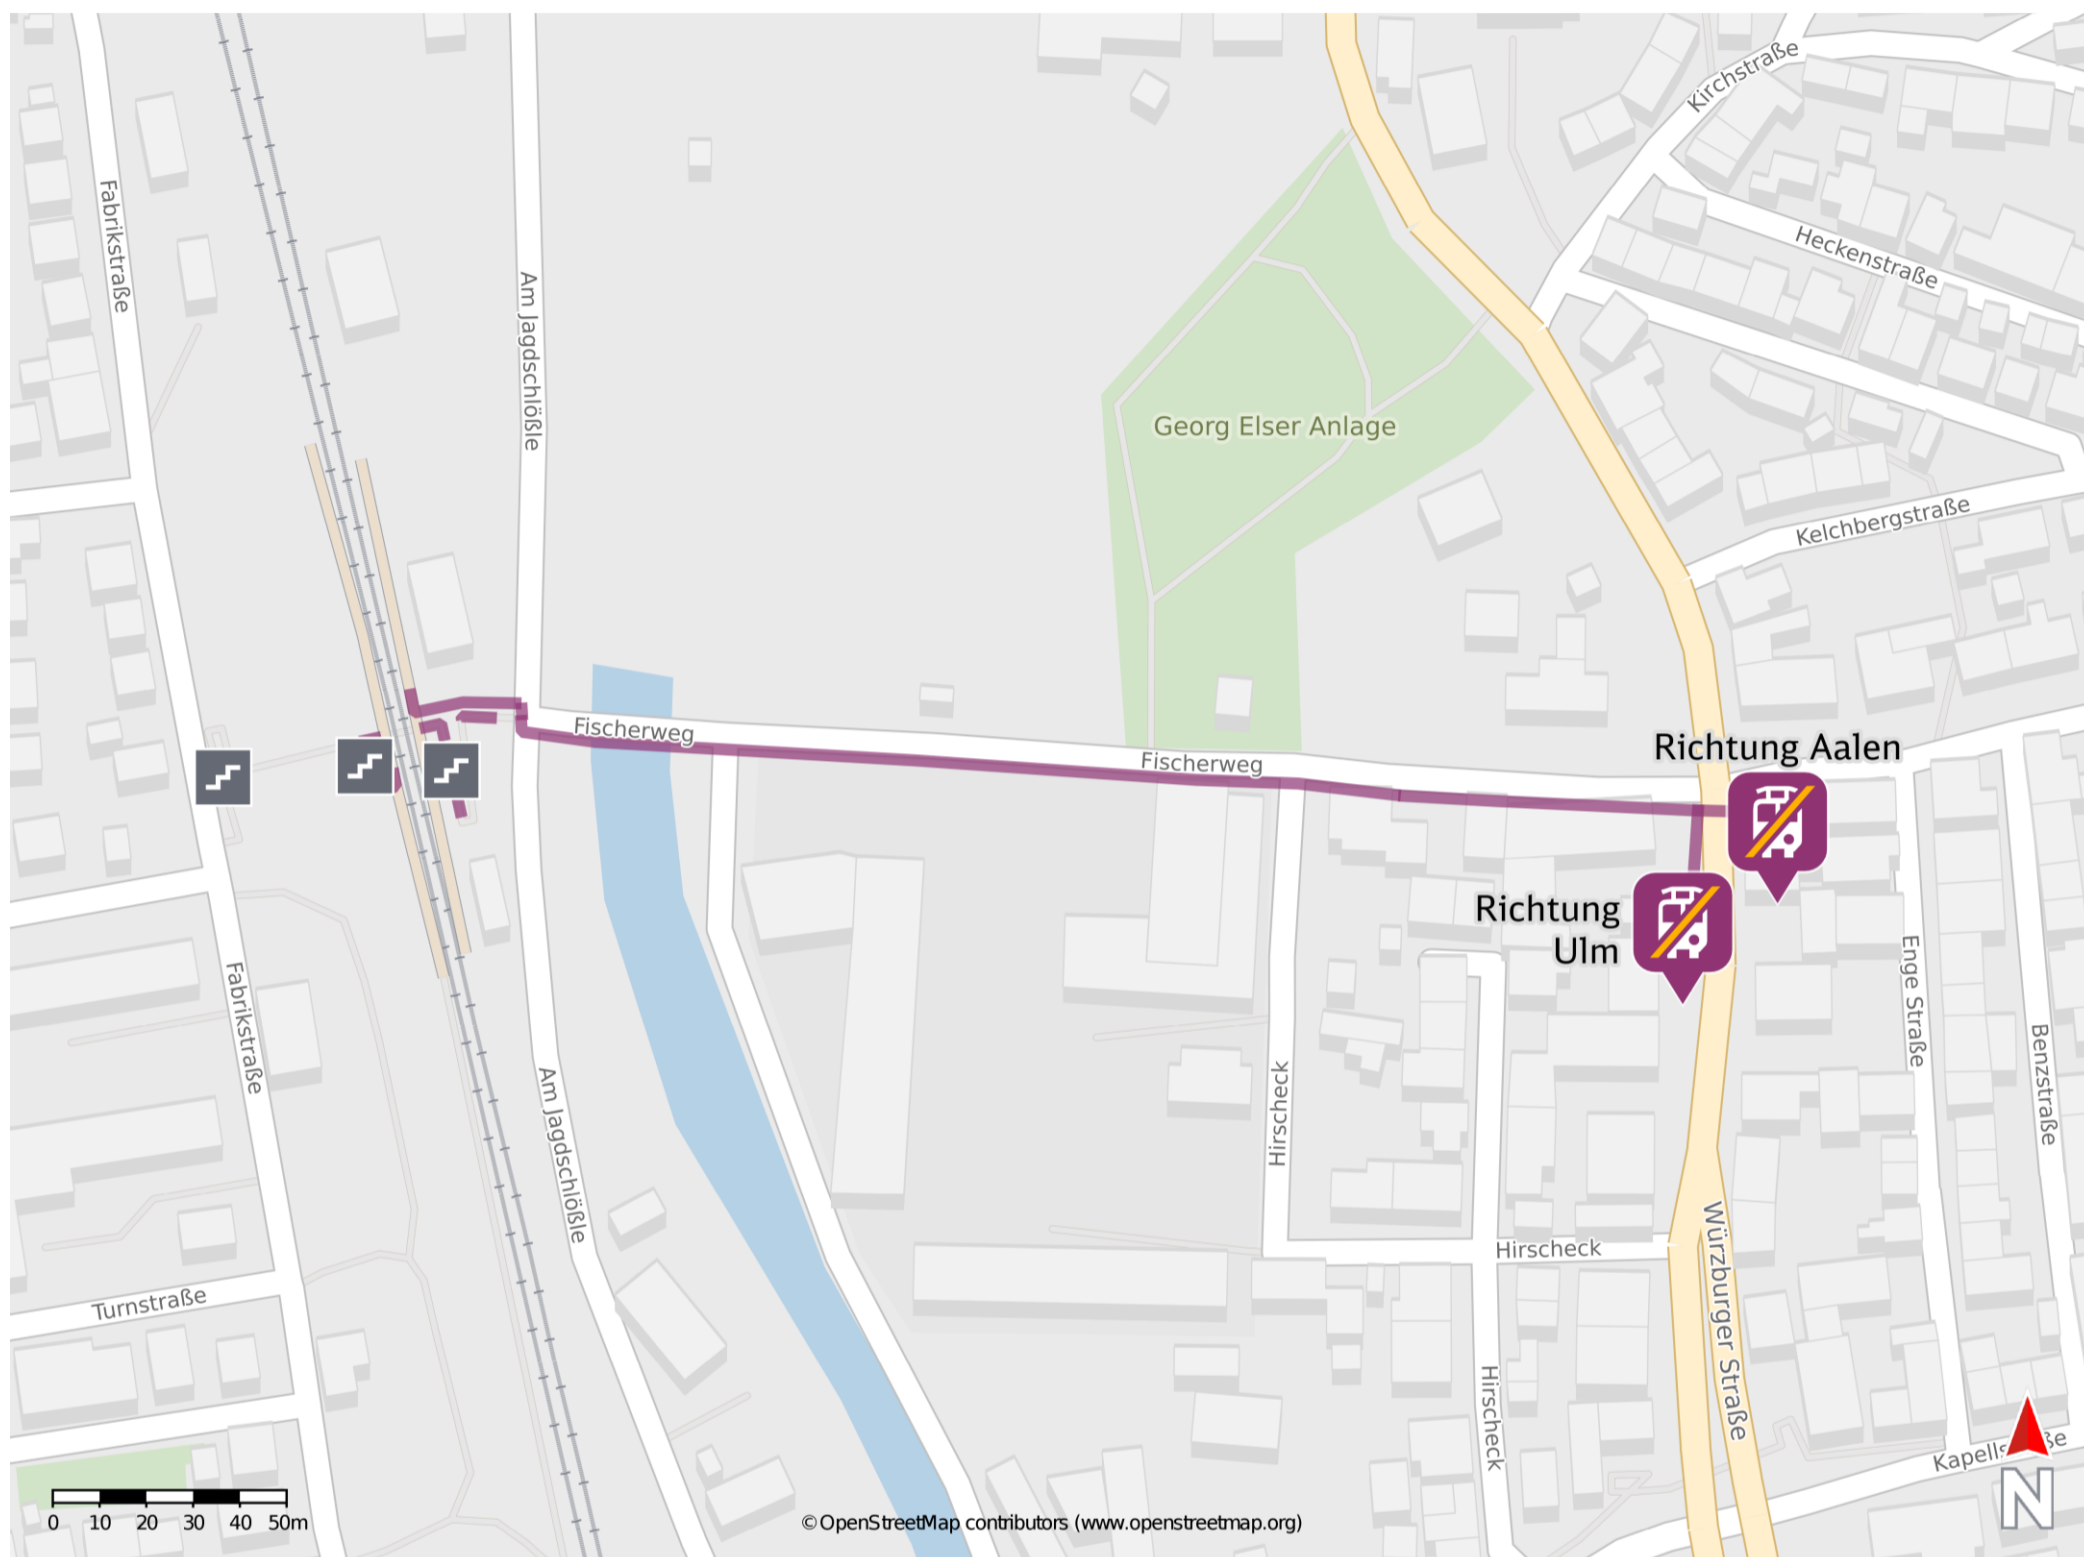 Kirchstraße
Fabrikstraße
Heckenstraße
Am Jagdschlößle
Georg Elser Anlage
Kelchbergstraße
Fischerweg
Fischerweg
Richtung Aalen
Richtung
Ulm
Enge Straße
Fabrikstraße
Benzstraße
Hirscheck
Am Jagdschlößle
Hirscheck
Würzburger Straße
Turnstraße
Hirscheck
N
0 10 20 30 40 50m
©OpenStreetMap contributors (www.openstreetmap.org)